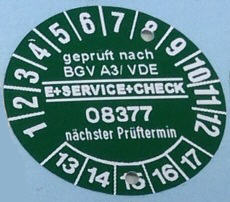 1 2 3 4 5 6 7 8 9 10 11 12
geprüft nach
BGV A3/ VDE
E+SERVICE+CHECK
08377
nächster Prüftermin
13 14 15 16 17